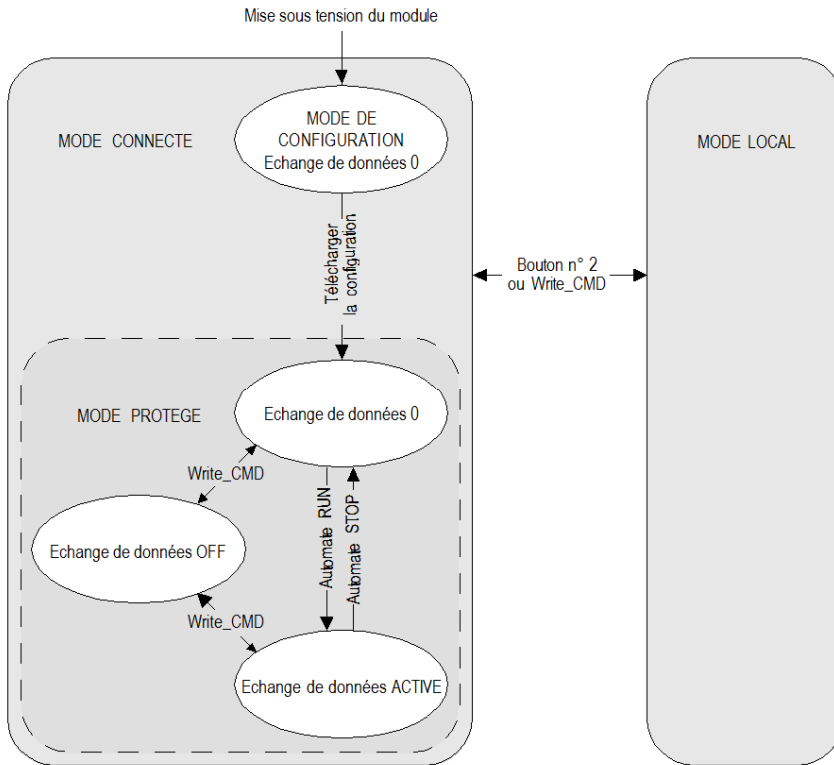 Mise sous tension du module
MODE CONNECTE
MODE DE
CONFIGURATION
Echange de données 0
MODE LOCAL
Télécharger
la configuration
Bouton n° 2
ou Write_CMD
MODE PROTEGE
Echange de données 0
Write_CMD
Automate RUN
Automate STOP
Echange de données OFF
Write_CMD
Echange de données ACTIVE